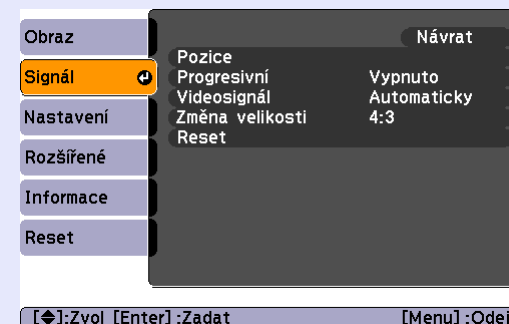 Obraz
Signál
Nastavení
Rozšířené
Informace
Reset
Návrat
Pozice
Progresivní Vypnuto
Videosignál Automaticky
Změna velikosti 4:3
Reset
[◆]:Zvol [Enter]:Zadat [Menu]:Odej